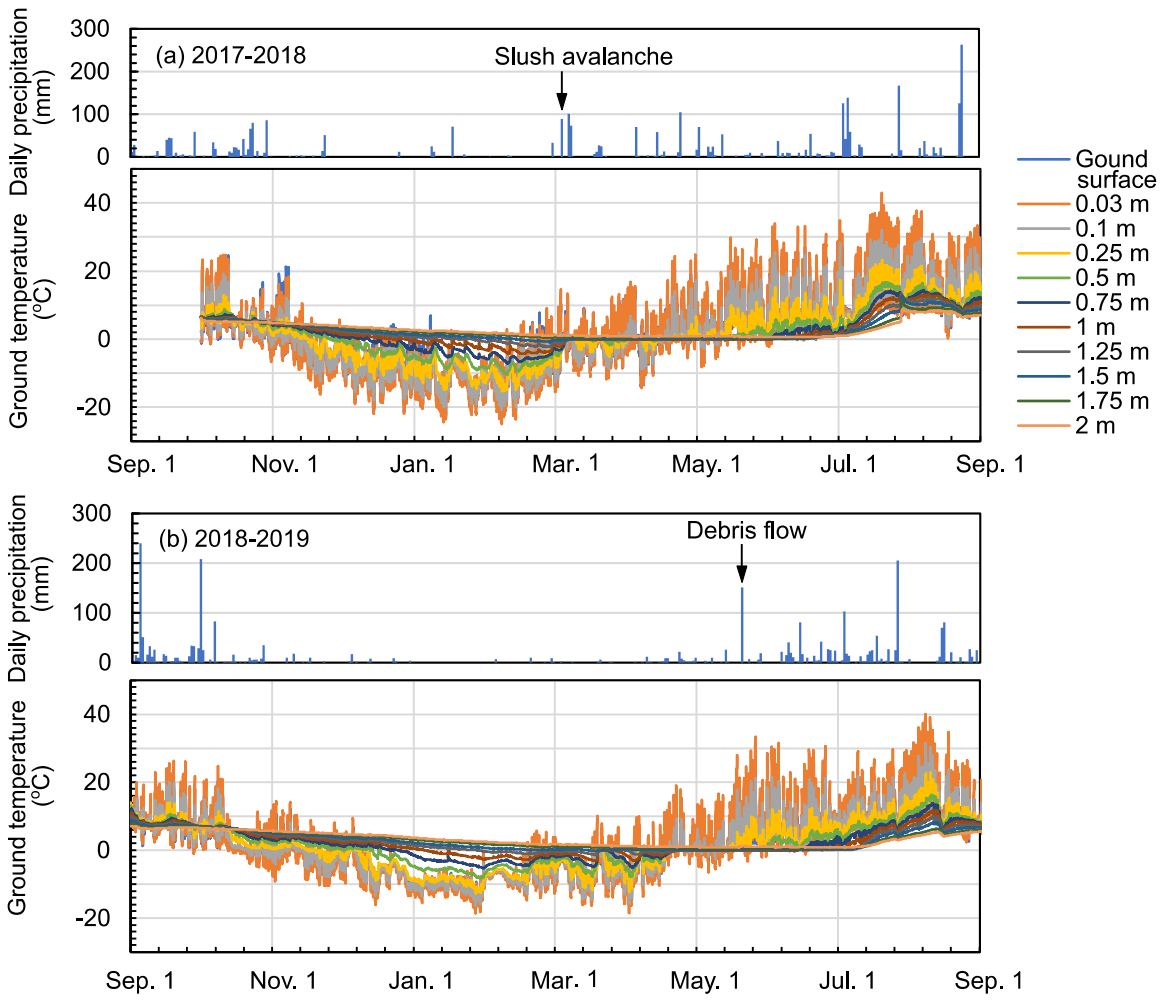 300
200
100
0
Daily precipitation
(mm)
(a) 2017-2018
Slush avalanche
40
20
0
-20
Ground temperature
(ºC)
Sep. 1 Nov. 1 Jan. 1 Mar. 1 May. 1 Jul. 1 Sep. 1
Gound
surface
0.03 m
0.1 m
0.25 m
0.5 m
0.75 m
1 m
1.25 m
1.5 m
1.75 m
2 m
300
200
100
0
Daily precipitation
(mm)
(b) 2018-2019
Debris flow
40
20
0
-20
Ground temperature
(ºC)
Sep. 1 Nov. 1 Jan. 1 Mar. 1 May. 1 Jul. 1 Sep. 1